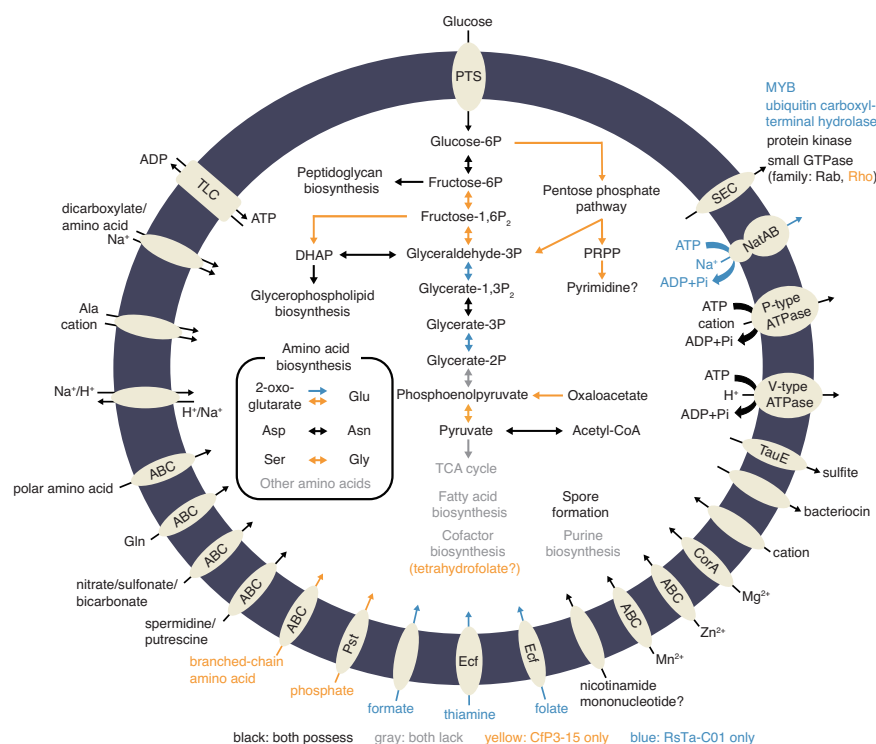 Glucose
PTS
MYB
ubiquitin carboxyl-
terminal hydrolase
protein kinase
small GTPase
(family: Rab, Rho)
SEC
Glucose-6P
Peptidoglycan
biosynthesis
Fructose-6P
Pentose phosphate
pathway
Fructose-1,6P₂
DHAP
Glyceraldehyde-3P
PRPP
Glycerophospholipid
biosynthesis
Glycerate-1,3P₂
Pyrimidine?
Glycerate-3P
Glycerate-2P
Phosphoenolpyruvate
Oxaloacetate
Pyruvate
Acetyl-CoA
TCA cycle
Fatty acid
biosynthesis
Spore
formation
Cofactor
biosynthesis
(tetrahydrofolate?)
Purine
biosynthesis
Amino acid
biosynthesis
2-oxo-
glutarate
Glu
Asp
Asn
Ser
Gly
Other amino acids
ADP
TLC
ATP
dicarboxylate/
amino acid
Na⁺
Ala
cation
Na⁺/H⁺
H⁺/Na⁺
ABC
polar amino acid
ABC
Gln
ABC
nitrate/sulfonate/
bicarbonate
ABC
spermidine/
putrescine
ABC
branched-chain
amino acid
Pst
phosphate
formate
Ecf
thiamine
Ecf
folate
nicotinamide
mononucleotide?
ABC
Mn²⁺
ABC
Zn²⁺
CorA
Mg²⁺
cation
bacteriocin
TauE
sulfite
ATP
H⁺
ADP+Pi
V-type
ATPase
ATP
cation
ADP+Pi
P-type
ATPase
ATP
Na⁺
ADP+Pi
NatAB
black: both possess gray: both lack yellow: CfP3-15 only blue: RsTa-C01 only